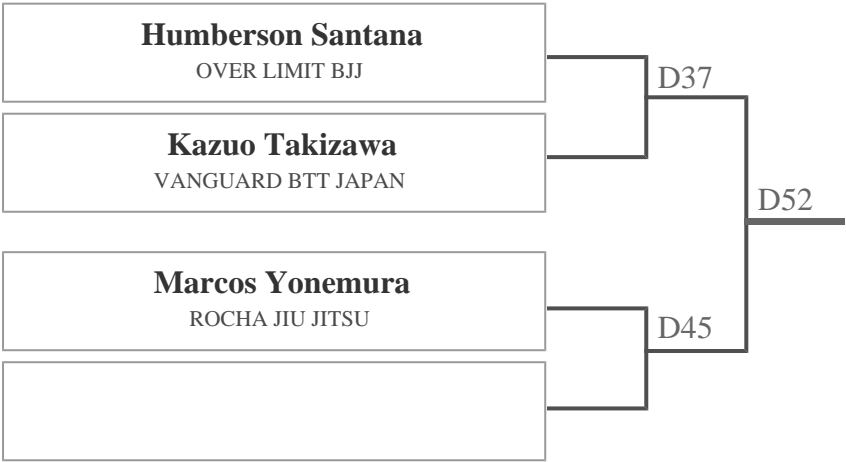 Humberson Santana
OVER LIMIT BJJ
D37
Kazuo Takizawa
VANGUARD BTT JAPAN
D52
Marcos Yonemura
ROCHA JIU JITSU
D45